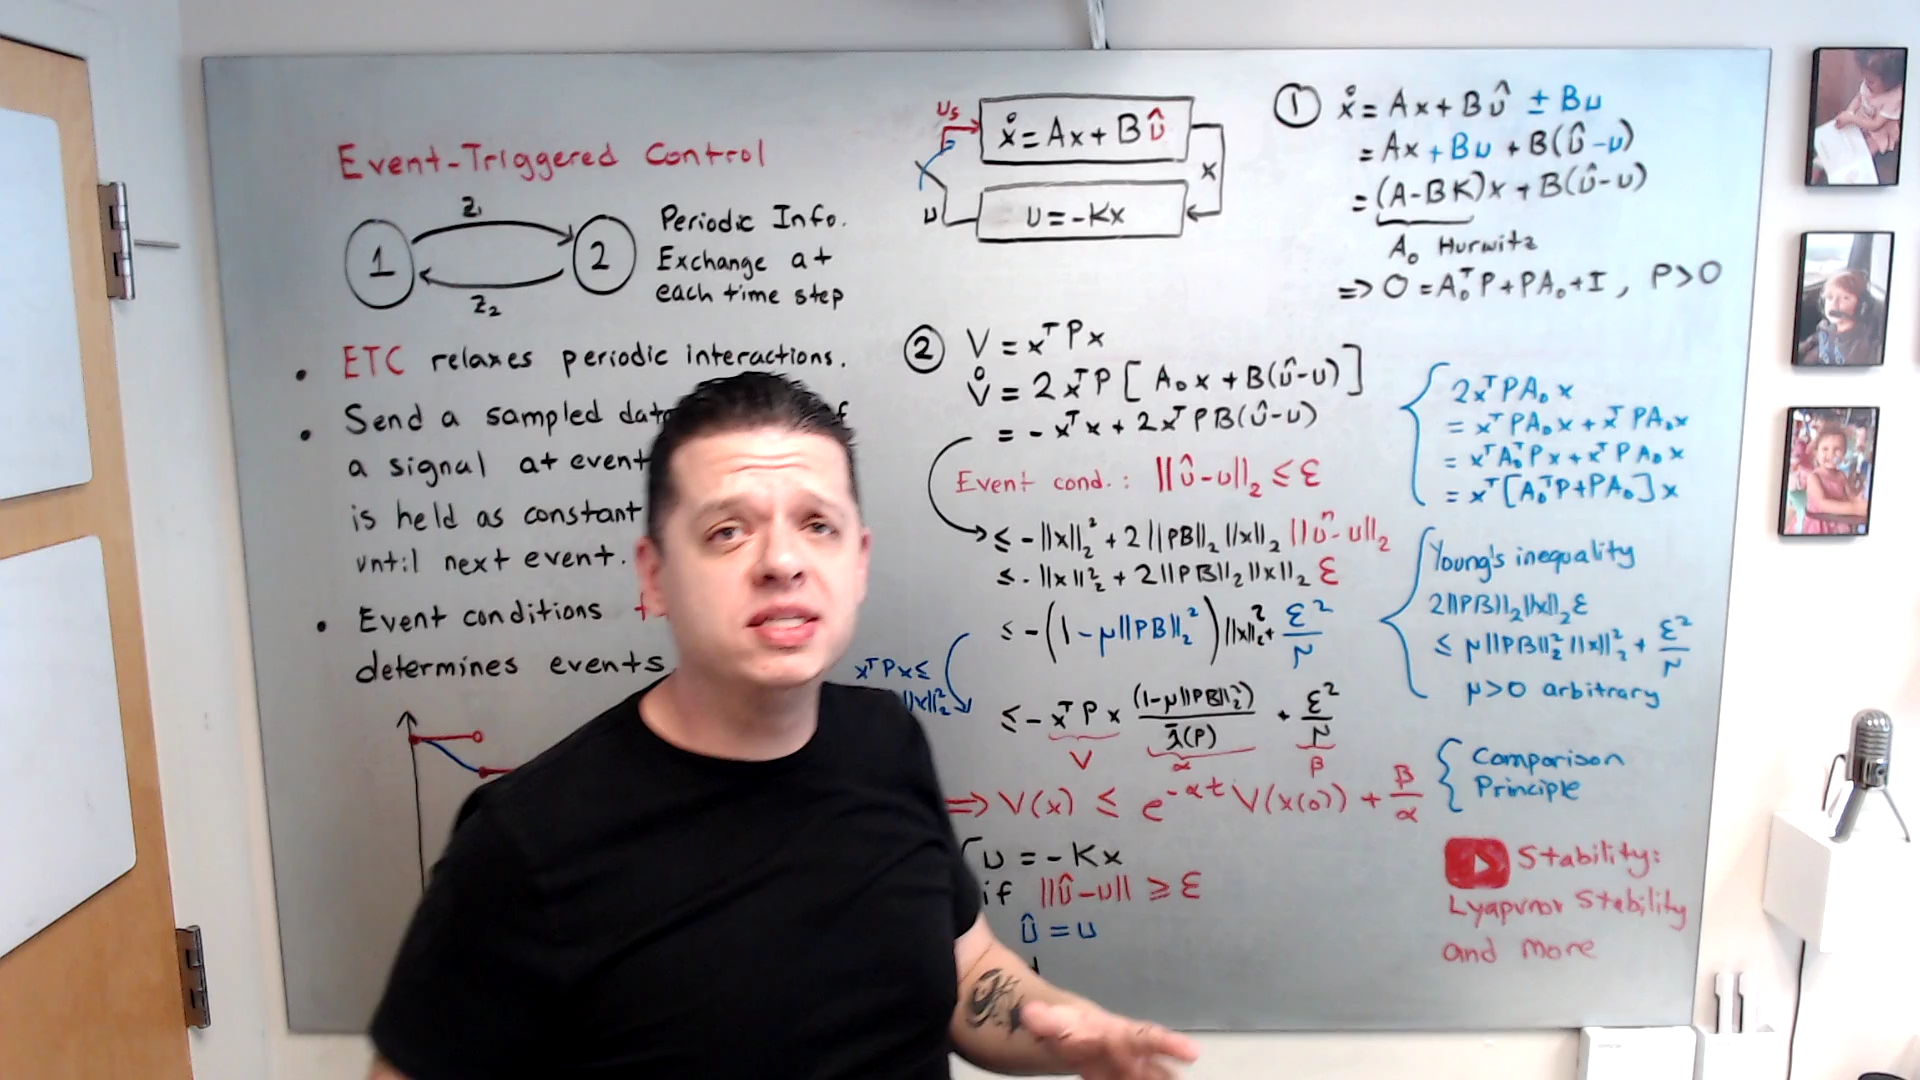 Event-Triggered Control
1
z₁
2
z₂
Periodic Info.
Exchange at
each time step
• ETC relaxes periodic interactions.
• Send a sampled
a signal at event
is held as constant
until next event.
• Event conditions
determines events
Us
ẋ = Ax + Bû
x
u
u = -Kx
① ẋ = Ax + Bû ± Bu
= Ax + Bu + B(û-u)
= (A-BK)x + B(û-u)
A₀ Hurwitz
=> 0 = A₀ᵀP + PA₀ + I, P>0
② V = xᵀPx
V̇ = 2xᵀP[A₀x + B(û-u)]
= -xᵀx + 2xᵀPB(û-u)
Event cond.: ||û-u||₂ ≤ ε
≤ -||x||₂² + 2||PB||₂||x||₂||û-u||₂
≤ -||x||₂² + 2||PB||₂||x||₂ ε
≤ -(1-μ||PB||₂²)||x||₂² + ε²/μ
xᵀPx ≤
||x||₂²
≤ -xᵀPx (1-μ||PB||₂²)/λ̄(P) + ε²/μ
V α β
=> V(x) ≤ e^{-αt} V(x(0)) + β/α
u = -Kx
if ||û-u|| ≥ ε
û = u
2xᵀPA₀x
= xᵀPA₀x + xᵀPA₀x
= xᵀA₀ᵀPx + xᵀPA₀x
= xᵀ[A₀ᵀP+PA₀]x
Young's inequality
2||PB||₂||x||₂ε
≤ μ||PB||₂²||x||₂² + ε²/μ
μ>0 arbitrary
Comparison
Principle
Stability:
Lyapunov Stability
and more